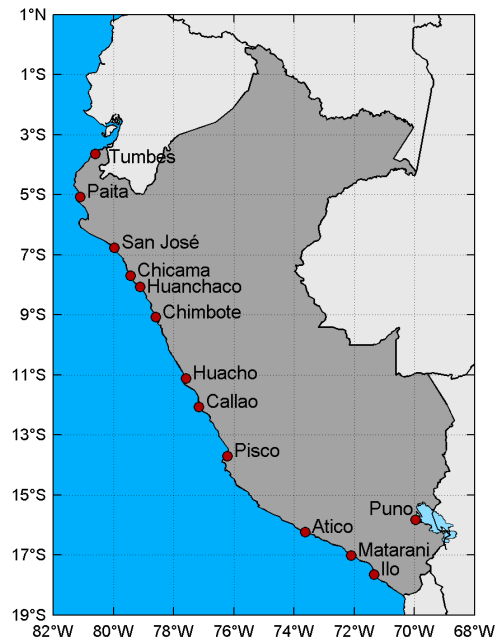 1°N
1°S
3°S
Tumbes
5°S
Paita
7°S
San José
Chicama
Huanchaco
9°S
Chimbote
11°S
Huacho
Callao
13°S
Pisco
15°S
Puno
Atico
17°S
Matarani
Ilo
19°S
82°W 80°W 78°W 76°W 74°W 72°W 70°W 68°W